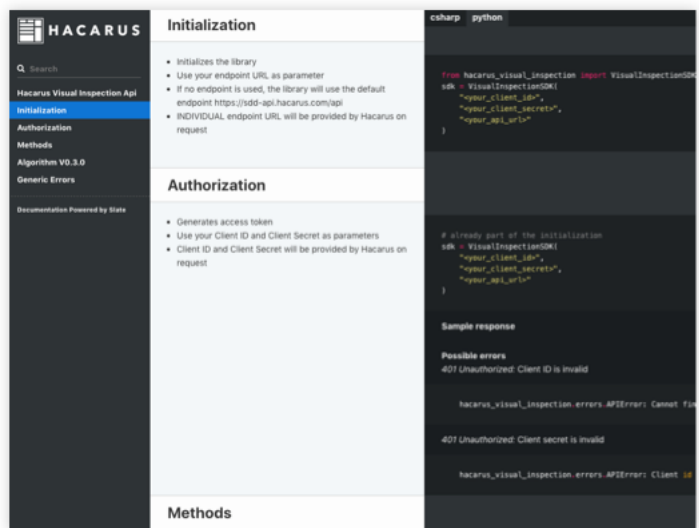 HACARUS
Search
Hacarus Visual Inspection Api
Initialization
Authorization
Methods
Algorithm V0.3.0
Generic Errors
Documentation Powered by Slate
Initialization
• Initializes the library
• Use your endpoint URL as parameter
• If no endpoint is used, the library will use the default
endpoint https://sdd-api.hacarus.com/api
• INDIVIDUAL endpoint URL will be provided by Hacarus on
request
Authorization
• Generates access token
• Use your Client ID and Client Secret as parameters
• Client ID and Client Secret will be provided by Hacarus on
request
Methods
csharp python
from hacarus_visual_inspection import VisualInspectionSDK
sdk = VisualInspectionSDK(
"<your_client_id>",
"<your_client_secret>",
"<your_api_url>"
)
# already part of the initialization
sdk = VisualInspectionSDK(
"<your_client_id>",
"<your_client_secret>",
"<your_api_url>"
)
Sample response
Possible errors
401 Unauthorized: Client ID is invalid
hacarus_visual_inspection.errors.APIError: Cannot fin
401 Unauthorized: Client secret is invalid
hacarus_visual_inspection.errors.APIError: Client id